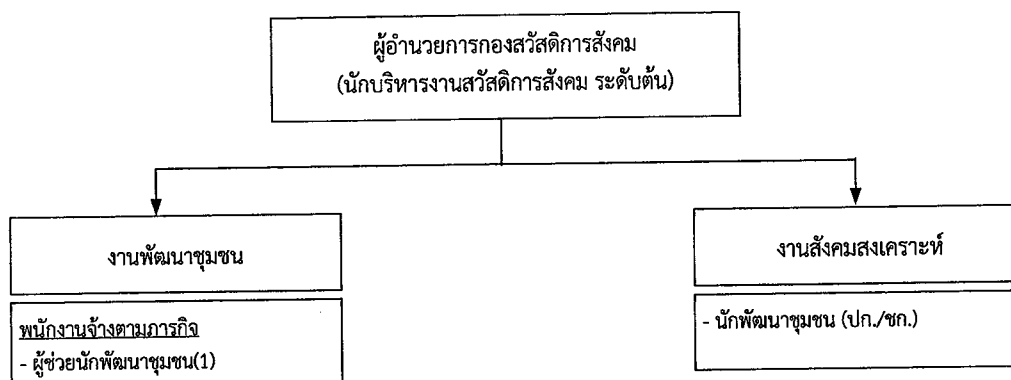 ผู้อำนวยการกองสวัสดิการสังคม
(นักบริหารงานสวัสดิการสังคม ระดับต้น)
งานพัฒนาชุมชน
พนักงานจ้างตามภารกิจ
- ผู้ช่วยนักพัฒนาชุมชน(1)
งานสังคมสงเคราะห์
- นักพัฒนาชุมชน (ปก./ชก.)